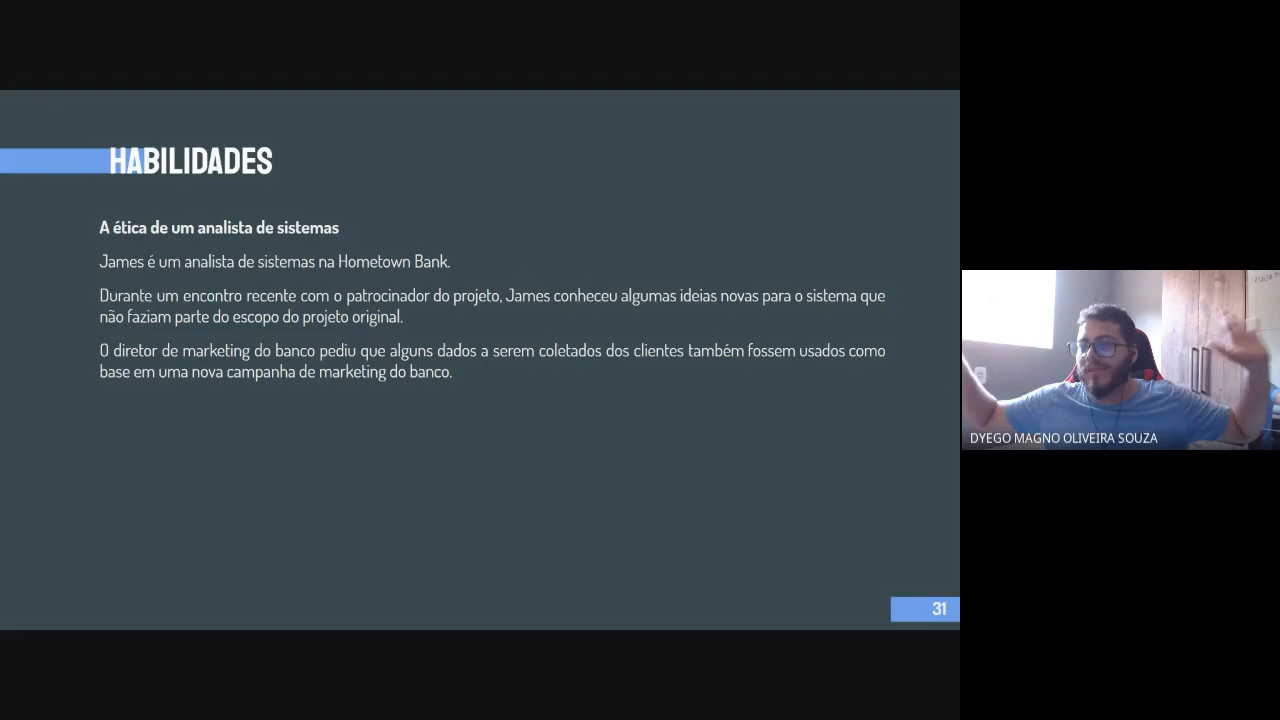 HABILIDADES
A ética de um analista de sistemas
James é um analista de sistemas na Hometown Bank.
Durante um encontro recente com o patrocinador do projeto, James conheceu algumas ideias novas para o sistema que
não faziam parte do escopo do projeto original.
O diretor de marketing do banco pediu que alguns dados a serem coletados dos clientes também fossem usados como
base em uma nova campanha de marketing do banco.
31
DYEGO MAGNO OLIVEIRA SOUZA